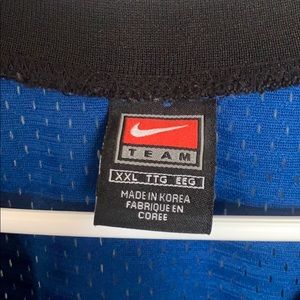 TEAM
XXL TTG EEG
MADE IN KOREA
FABRIQUE EN
COREE